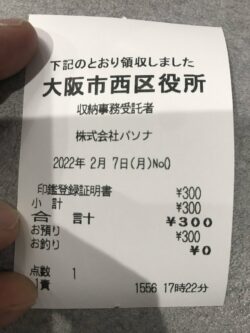 下記のとおり領収しました
大阪市西区役所
収納事務受託者
株式会社パソナ
2022年 2月 7日(月)No0
印鑑登録証明書 ¥300
小 計 ¥300
合 計 ¥300
お預り ¥300
お釣り ¥0
点数 1
1責 1556 17時22分